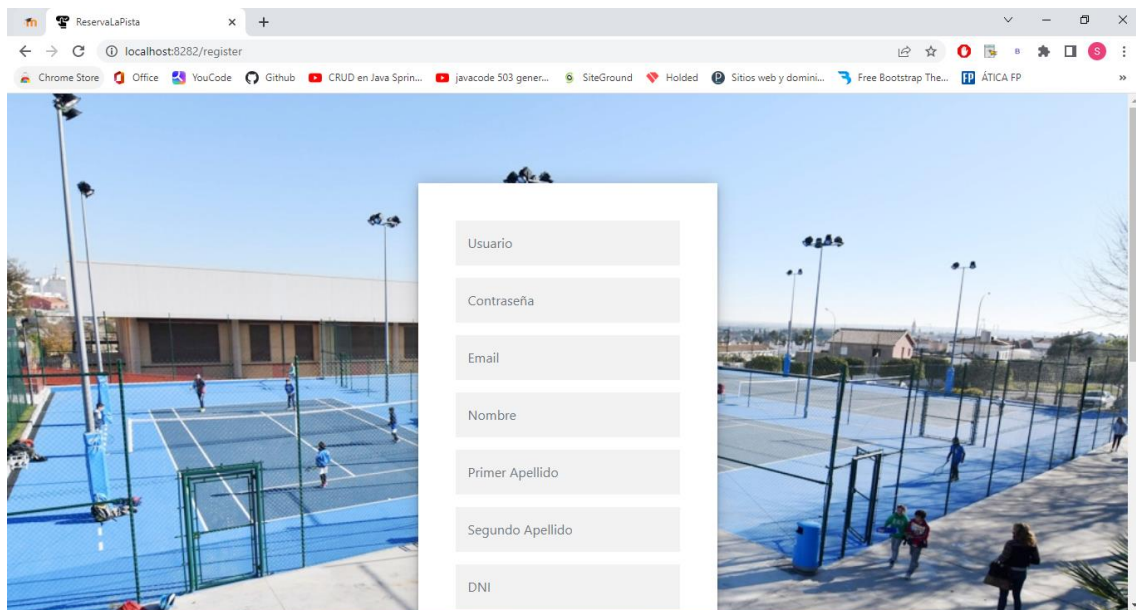 ReservaLaPista
localhost:8282/register
Chrome Store Office YouCode Github CRUD en Java Sprin... javacode 503 gener... SiteGround Holded Sitios web y domini... Free Bootstrap The... FP ÁTICA FP »
Usuario
Contraseña
Email
Nombre
Primer Apellido
Segundo Apellido
DNI